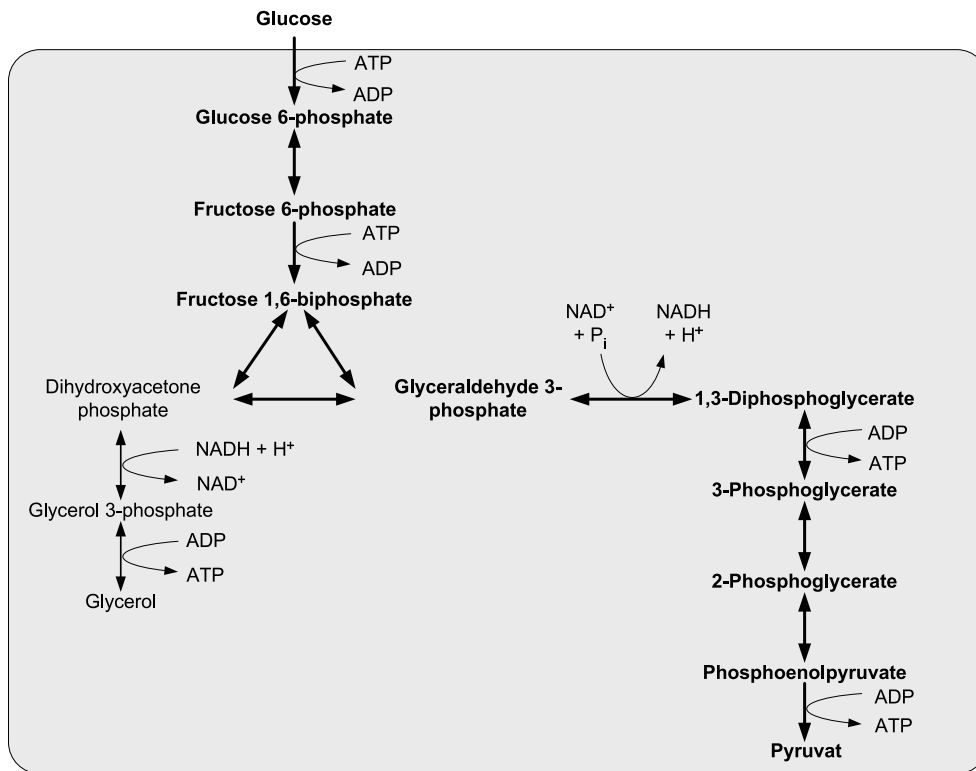 Glucose
ATP
ADP
Glucose 6-phosphate
Fructose 6-phosphate
ATP
ADP
Fructose 1,6-biphosphate
NAD+
+ Pi
NADH
+ H+
Dihydroxyacetone
phosphate
Glyceraldehyde 3-
phosphate
1,3-Diphosphoglycerate
NADH + H+
NAD+
Glycerol 3-phosphate
ADP
ATP
Glycerol
ADP
ATP
3-Phosphoglycerate
2-Phosphoglycerate
Phosphoenolpyruvate
ADP
ATP
Pyruvat